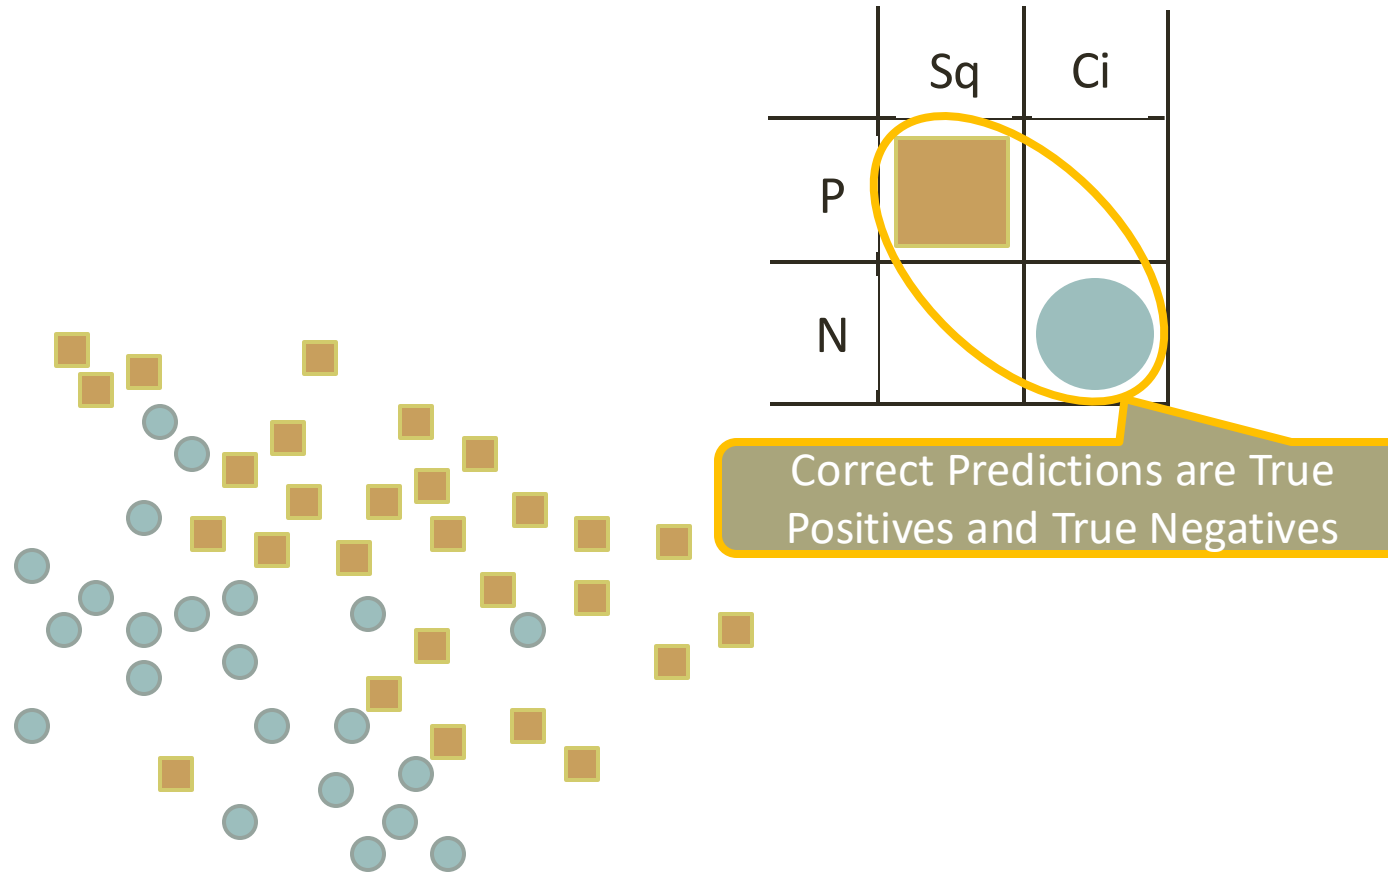 Sq Ci
P
N
Correct Predictions are True
Positives and True Negatives